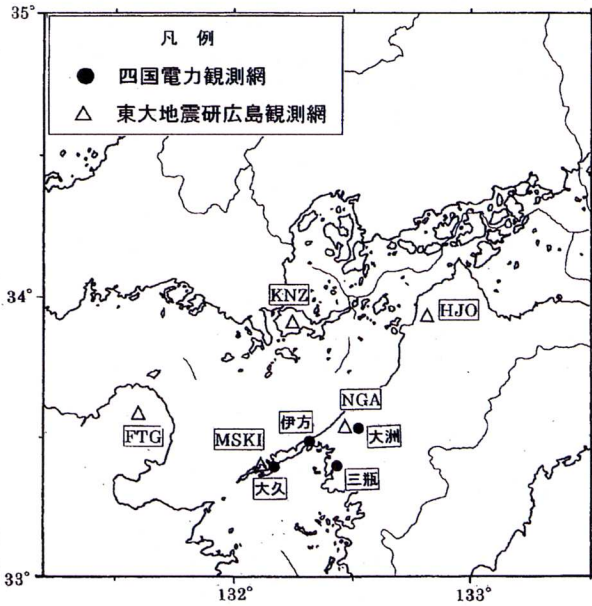 35°
凡例
四国電力観測網
東大地震研広島観測網
34°
KNZ
HJO
NGA
伊方
大洲
FTG
MSKI
大久
三瓶
33°
132°
133°